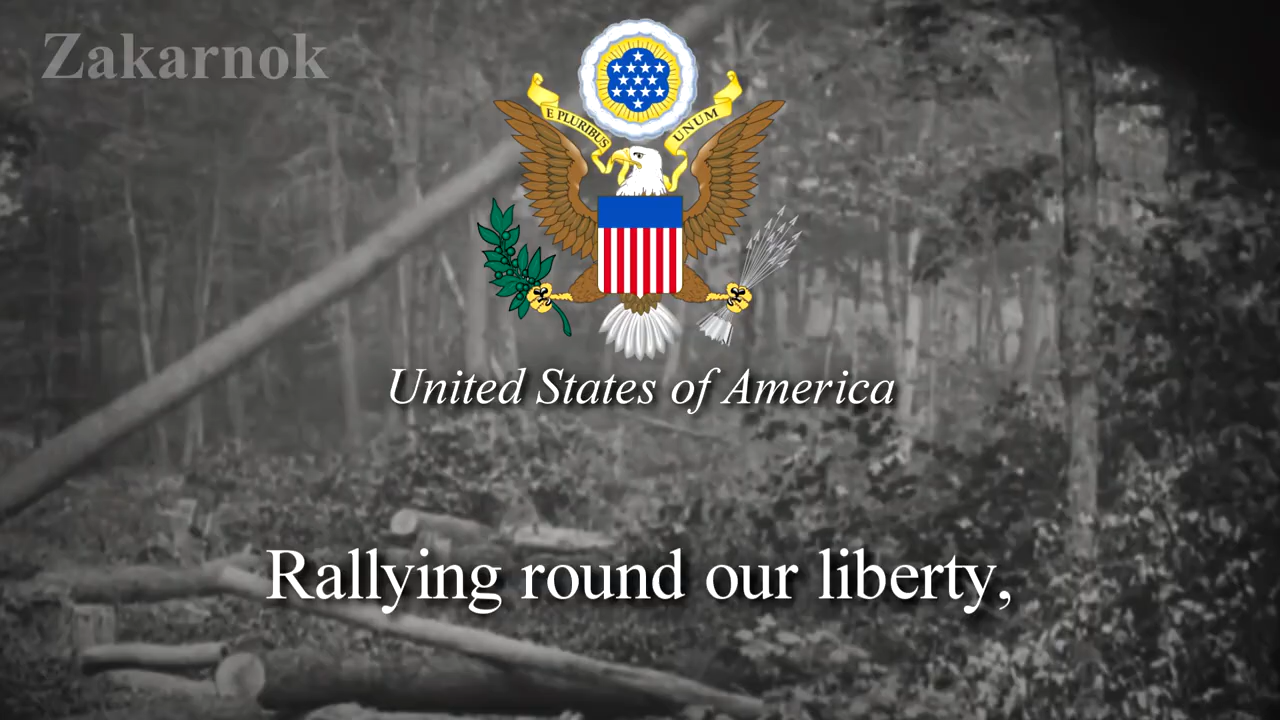 Zakarnok
E PLURIBUS UNUM
United States of America
Rallying round our liberty,